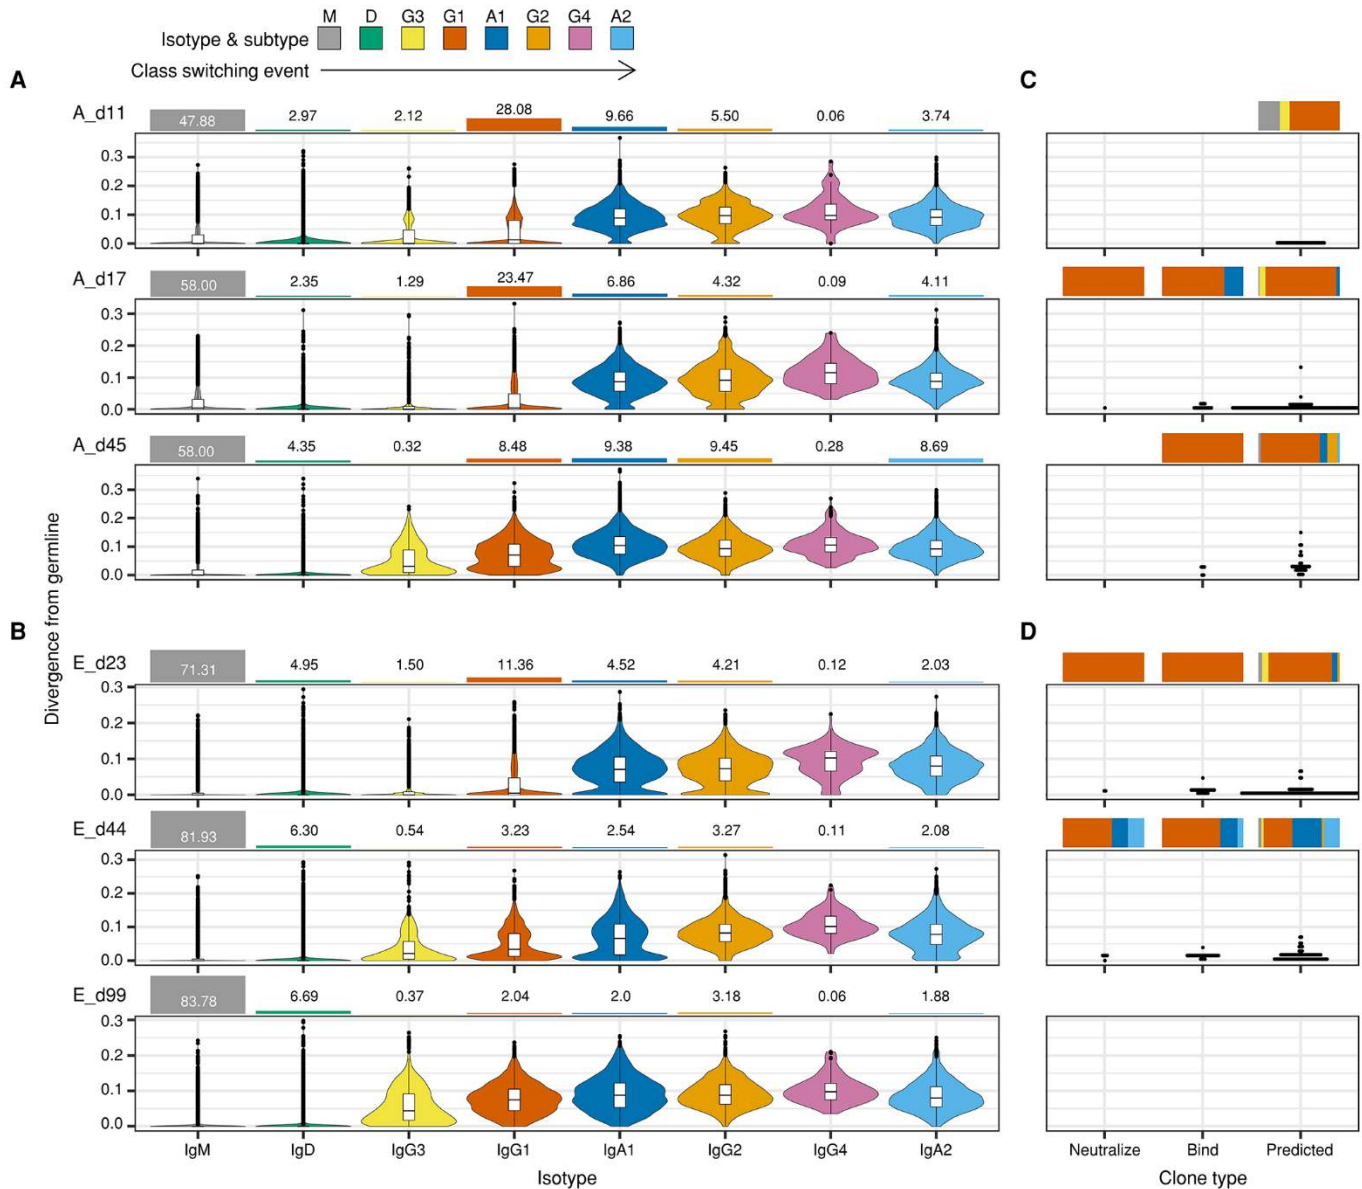 M D G3 G1 A1 G2 G4 A2
Isotype & subtype
Class switching event
A
C
A_d11 47.88 2.97 2.12 28.08 9.66 5.50 0.06 3.74
0.3
0.2
0.1
0.0
A_d17 58.00 2.35 1.29 23.47 6.86 4.32 0.09 4.11
0.3
0.2
0.1
0.0
A_d45 58.00 4.35 0.32 8.48 9.38 9.45 0.28 8.69
0.3
0.2
0.1
0.0
Divergence from germline
B
D
E_d23 71.31 4.95 1.50 11.36 4.52 4.21 0.12 2.03
0.3
0.2
0.1
0.0
E_d44 81.93 6.30 0.54 3.23 2.54 3.27 0.11 2.08
0.3
0.2
0.1
0.0
E_d99 83.78 6.69 0.37 2.04 2.0 3.18 0.06 1.88
0.3
0.2
0.1
0.0
IgM IgD IgG3 IgG1 IgA1 IgG2 IgG4 IgA2
Isotype
Neutralize Bind Predicted
Clone type